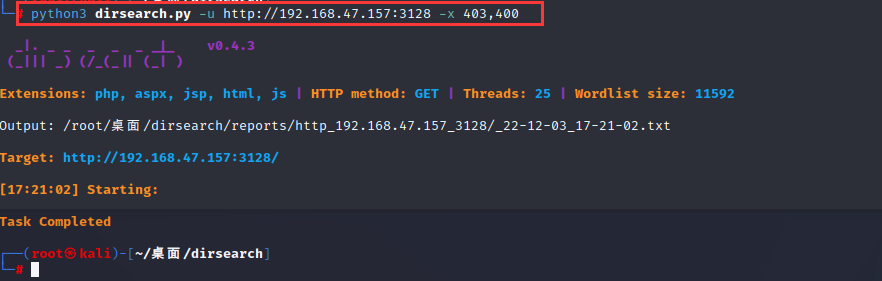 # python3 dirsearch.py -u http://192.168.47.157:3128 -x 403,400
_|. _ _  _  _  _ _|_    v0.4.3
(_||| _) (/_(_|| (_| )
Extensions: php, aspx, jsp, html, js | HTTP method: GET | Threads: 25 | Wordlist size: 11592
Output: /root/桌面/dirsearch/reports/http_192.168.47.157_3128/_22-12-03_17-21-02.txt
Target: http://192.168.47.157:3128/
[17:21:02] Starting:
Task Completed
┌──(root㉿kali)-[~/桌面/dirsearch]
└─#